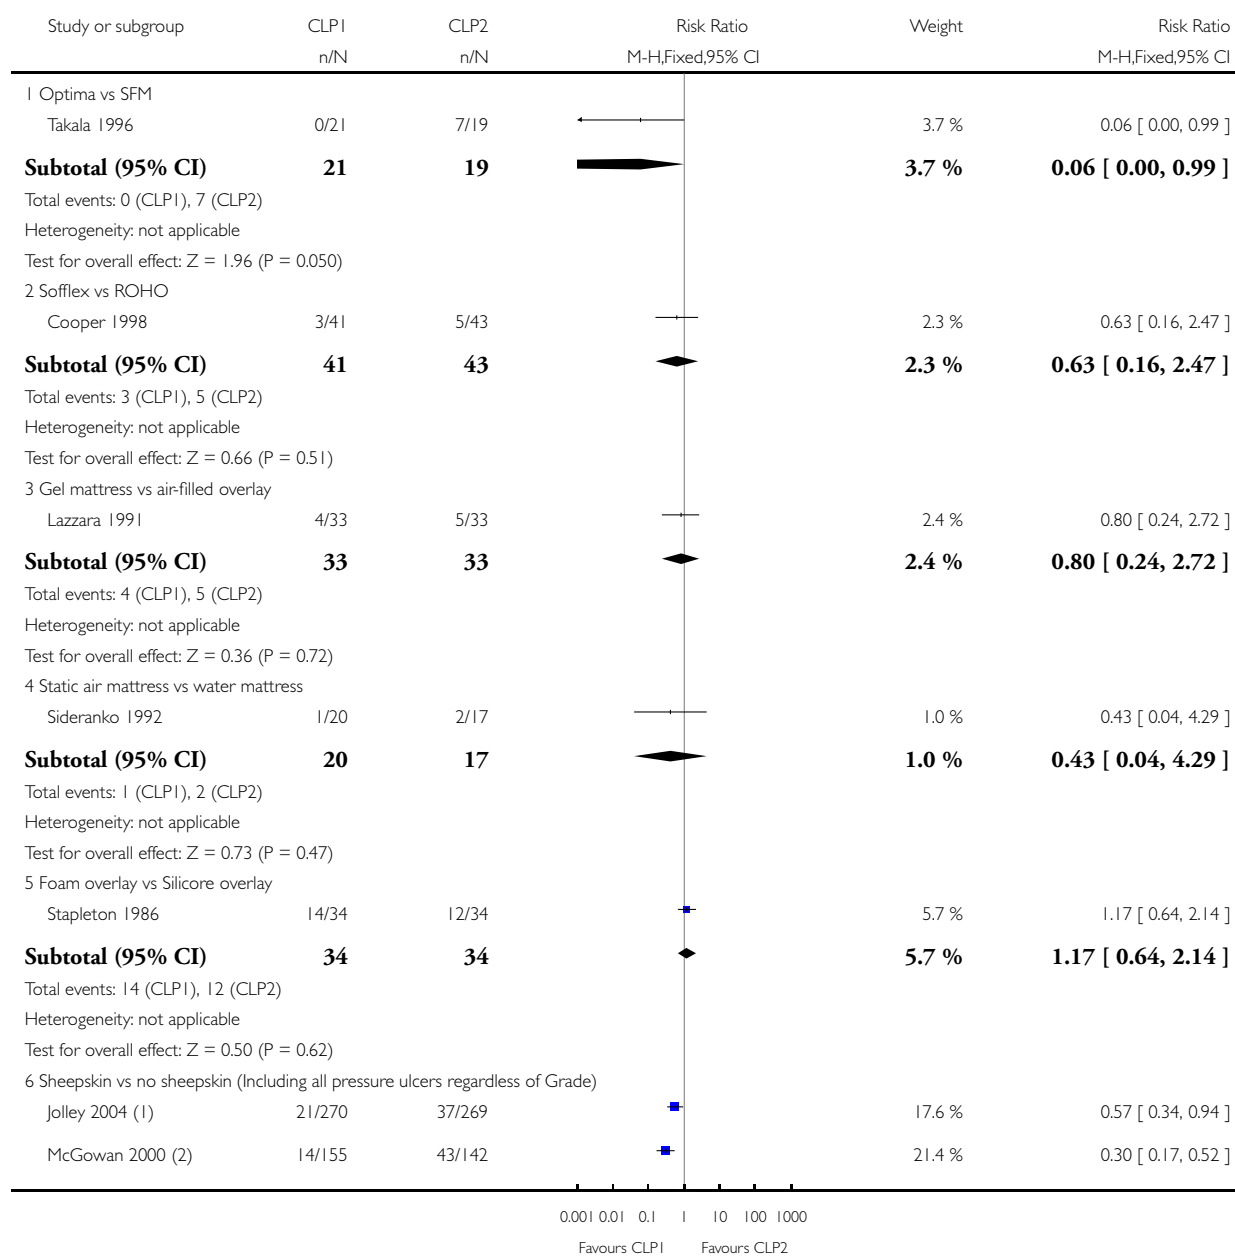 Study or subgroup CLP1 CLP2 Risk Ratio Weight Risk Ratio
n/N n/N M-H,Fixed,95% CI M-H,Fixed,95% CI
1 Optima vs SFM
Takala 1996 0/21 7/19 3.7 % 0.06 [ 0.00, 0.99 ]
Subtotal (95% CI) 21 19 3.7 % 0.06 [ 0.00, 0.99 ]
Total events: 0 (CLP1), 7 (CLP2)
Heterogeneity: not applicable
Test for overall effect: Z = 1.96 (P = 0.050)
2 Sofflex vs ROHO
Cooper 1998 3/41 5/43 2.3 % 0.63 [ 0.16, 2.47 ]
Subtotal (95% CI) 41 43 2.3 % 0.63 [ 0.16, 2.47 ]
Total events: 3 (CLP1), 5 (CLP2)
Heterogeneity: not applicable
Test for overall effect: Z = 0.66 (P = 0.51)
3 Gel mattress vs air-filled overlay
Lazzara 1991 4/33 5/33 2.4 % 0.80 [ 0.24, 2.72 ]
Subtotal (95% CI) 33 33 2.4 % 0.80 [ 0.24, 2.72 ]
Total events: 4 (CLP1), 5 (CLP2)
Heterogeneity: not applicable
Test for overall effect: Z = 0.36 (P = 0.72)
4 Static air mattress vs water mattress
Sideranko 1992 1/20 2/17 1.0 % 0.43 [ 0.04, 4.29 ]
Subtotal (95% CI) 20 17 1.0 % 0.43 [ 0.04, 4.29 ]
Total events: 1 (CLP1), 2 (CLP2)
Heterogeneity: not applicable
Test for overall effect: Z = 0.73 (P = 0.47)
5 Foam overlay vs Silicore overlay
Stapleton 1986 14/34 12/34 5.7 % 1.17 [ 0.64, 2.14 ]
Subtotal (95% CI) 34 34 5.7 % 1.17 [ 0.64, 2.14 ]
Total events: 14 (CLP1), 12 (CLP2)
Heterogeneity: not applicable
Test for overall effect: Z = 0.50 (P = 0.62)
6 Sheepskin vs no sheepskin (Including all pressure ulcers regardless of Grade)
Jolley 2004 (1) 21/270 37/269 17.6 % 0.57 [ 0.34, 0.94 ]
McGowan 2000 (2) 14/155 43/142 21.4 % 0.30 [ 0.17, 0.52 ]
0.001 0.01 0.1 1 10 100 1000
Favours CLP1 Favours CLP2